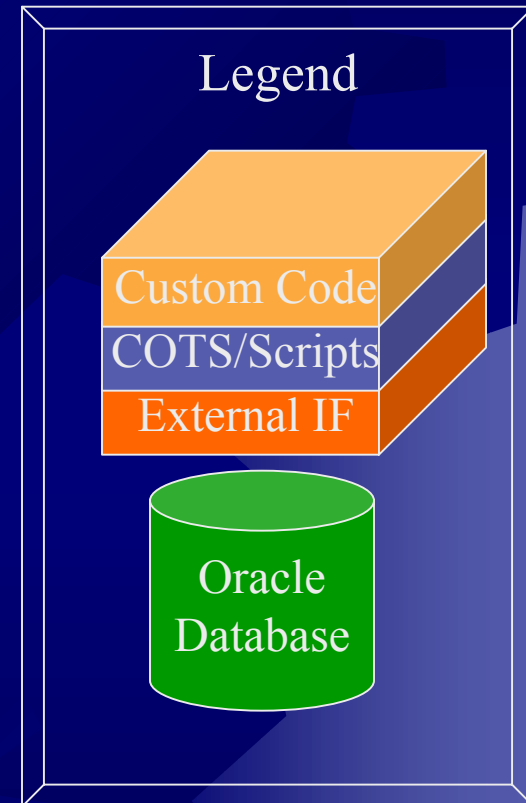 Legend
Custom Code
COTS/Scripts
External IF
Oracle
Database